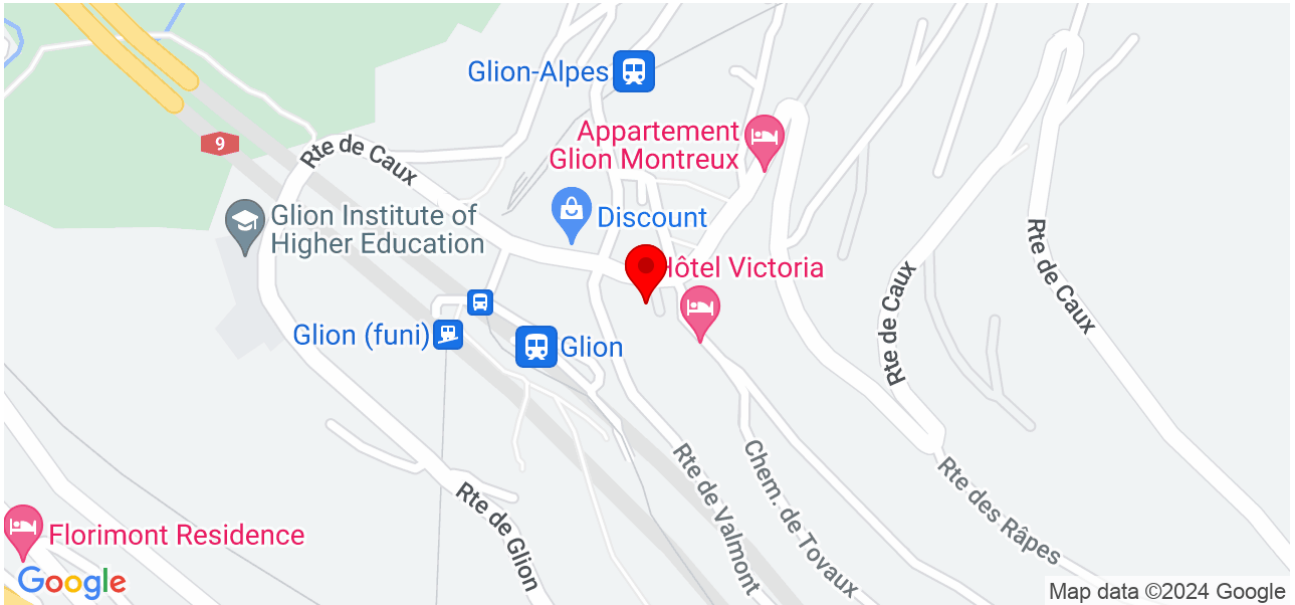 Glion-Alpes
Appartement
Glion Montreux
9
Rte de Caux
Glion Institute of
Higher Education
Discount
Hôtel Victoria
Rte de Caux
Rte de Caux
Glion (funi)
Glion
Rte de Valmont
Chem. de Tovaux
Rte des Râpes
Rte de Glion
Florimont Residence
Google
Map data ©2024 Google